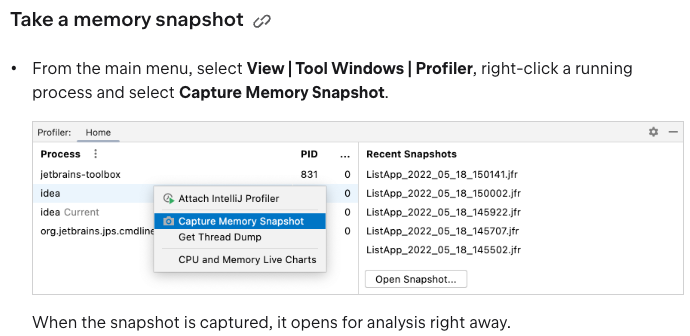 Take a memory snapshot
• From the main menu, select View | Tool Windows | Profiler, right-click a running
process and select Capture Memory Snapshot.
Profiler: Home
Process PID ... Recent Snapshots
jetbrains-toolbox 831 0 ListApp_2022_05_18_150141.jfr
idea 0 ListApp_2022_05_18_150002.jfr
idea Current 0 ListApp_2022_05_18_145922.jfr
org.jetbrains.jps.cmdline 0 ListApp_2022_05_18_145707.jfr
ListApp_2022_05_18_145502.jfr
Attach IntelliJ Profiler
Capture Memory Snapshot
Get Thread Dump
CPU and Memory Live Charts
Open Snapshot...
When the snapshot is captured, it opens for analysis right away.